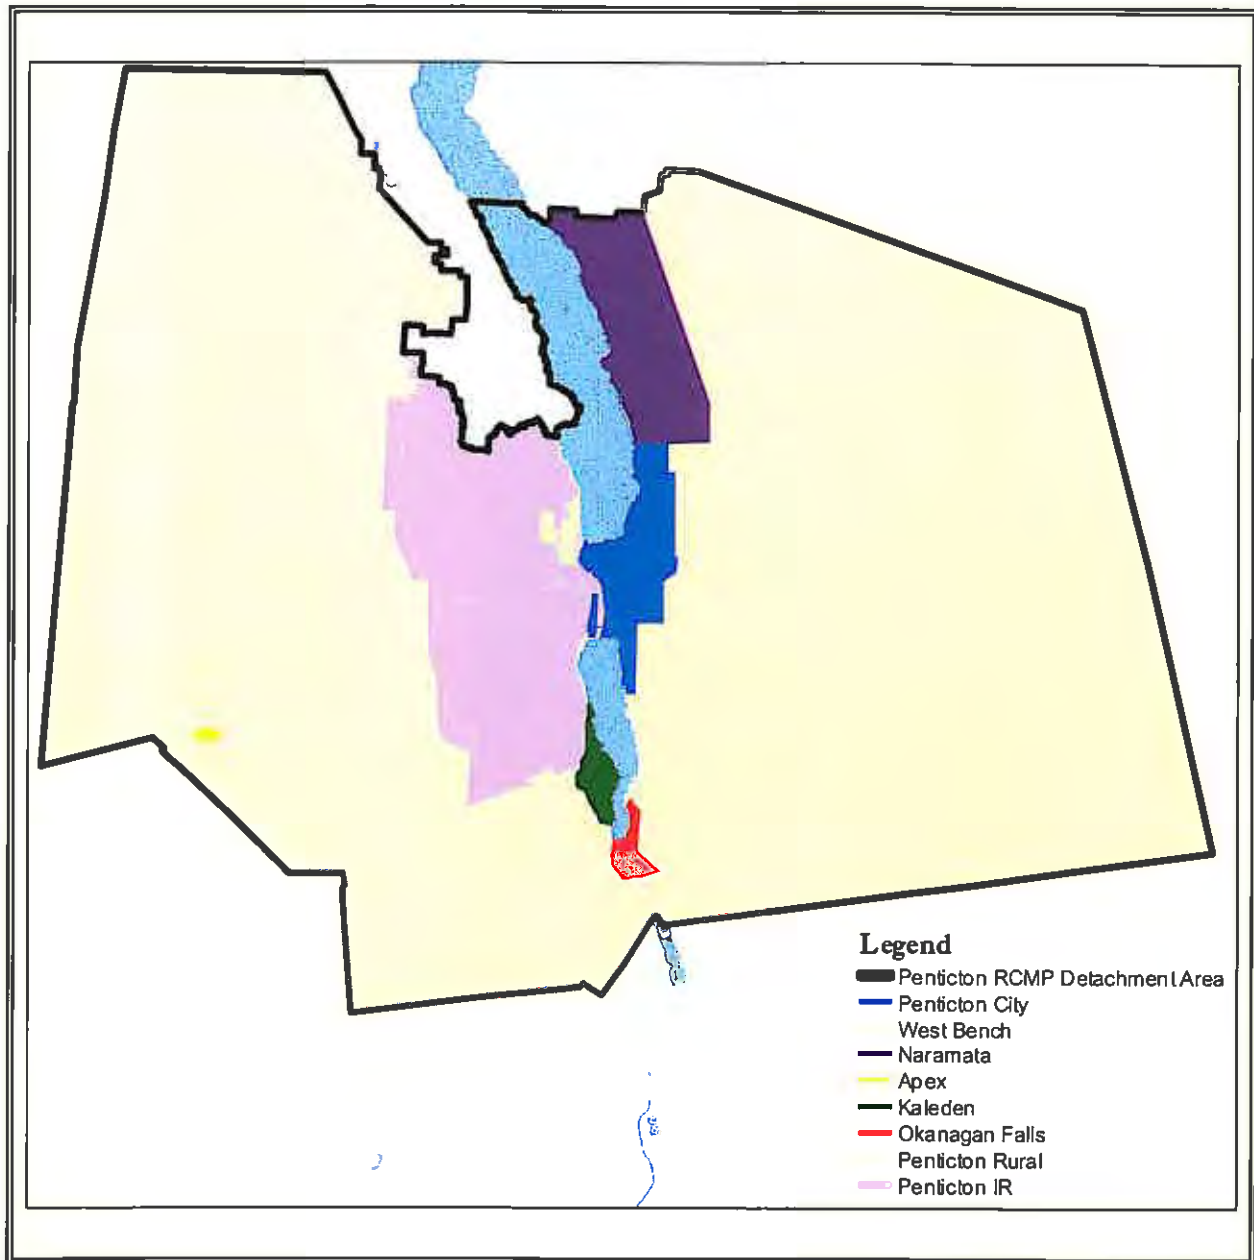 Legend
Penticton RCMP Detachment Area
Penticton City
West Bench
Naramata
Apex
Kaleden
Okanagan Falls
Penticton Rural
Penticton IR